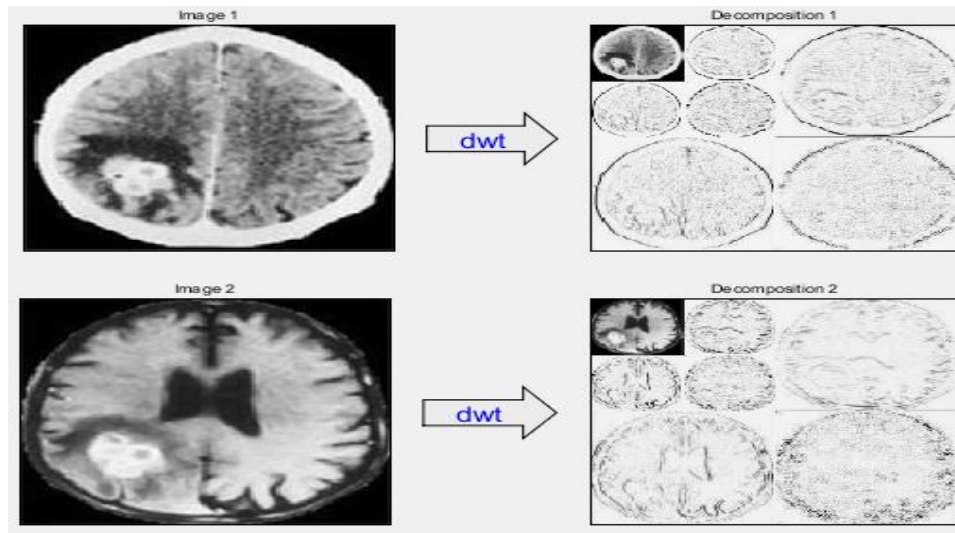 Image 1
Decomposition 1
dwt
Image 2
Decomposition 2
dwt